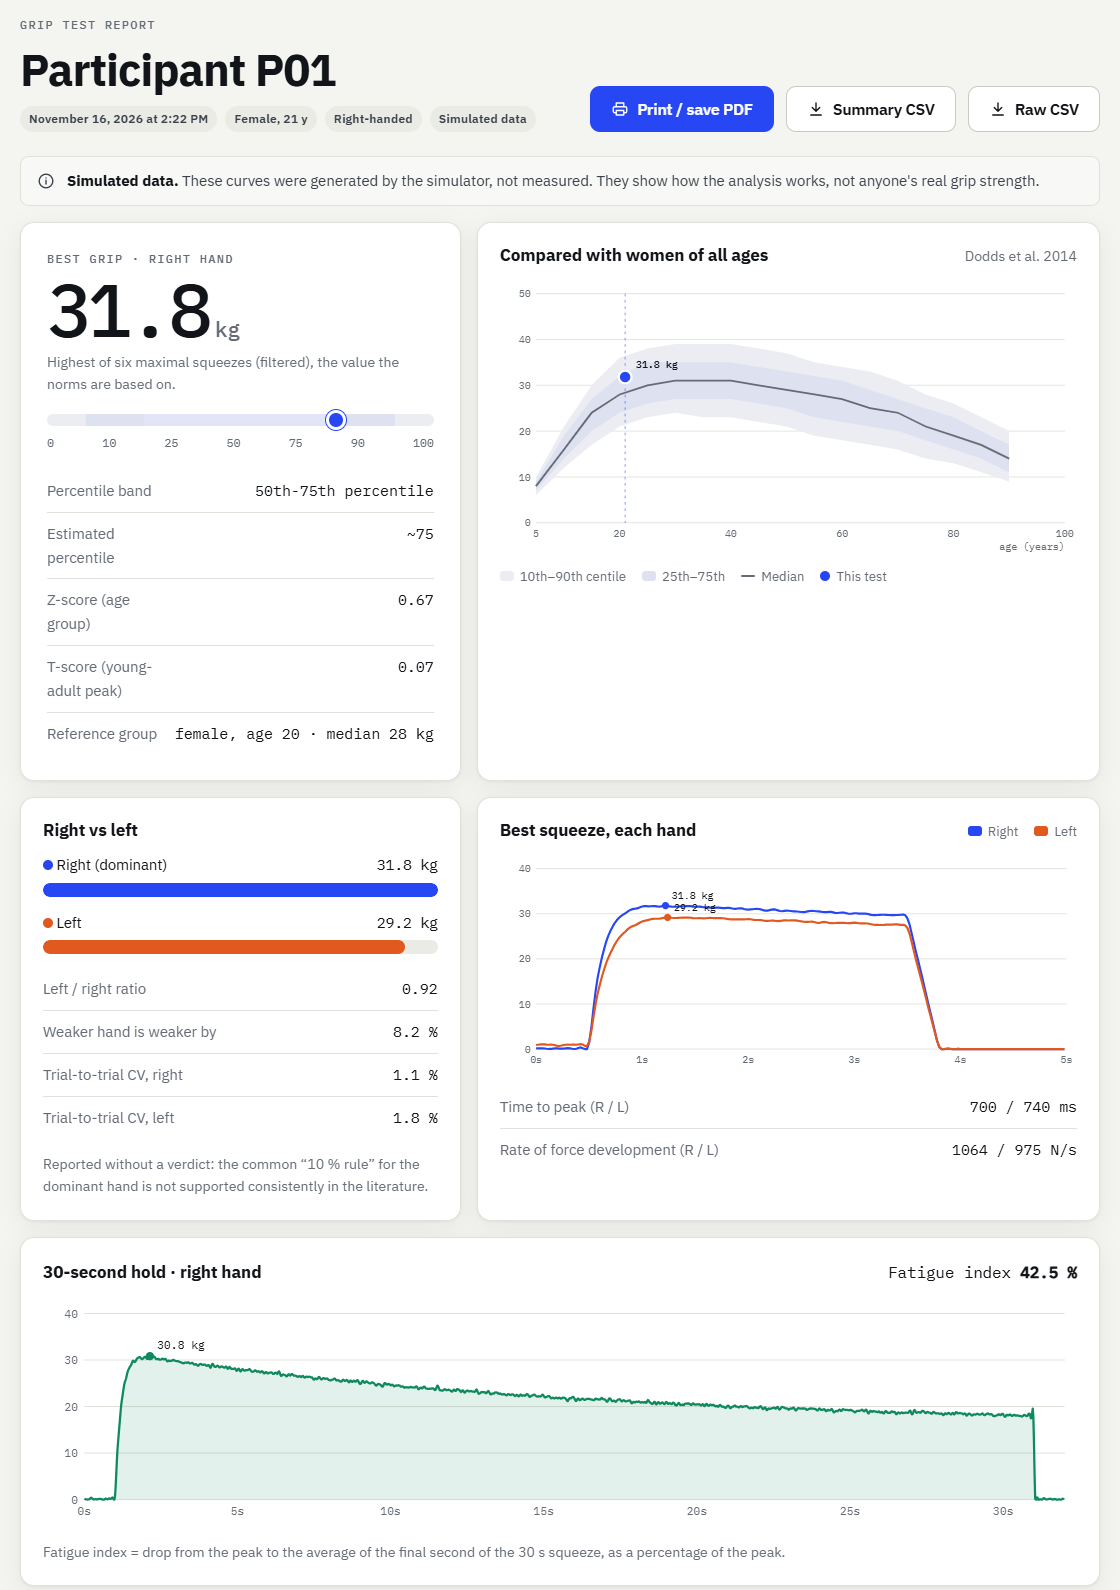 GRIP TEST REPORT
Participant P01
November 16, 2026 at 2:22 PM
Female, 21 y
Right-handed
Simulated data
Print / save PDF
Summary CSV
Raw CSV
Simulated data. These curves were generated by the simulator, not measured. They show how the analysis works, not anyone's real grip strength.
BEST GRIP · RIGHT HAND
31.8 kg
Highest of six maximal squeezes (filtered), the value the
norms are based on.
0 10 25 50 75 90 100
Percentile band 50th-75th percentile
Estimated
percentile
~75
Z-score (age
group)
0.67
T-score (young-
adult peak)
0.07
Reference group female, age 20 · median 28 kg
Compared with women of all ages
Dodds et al. 2014
50
40
30
20
10
0
31.8 kg
5 20 40 60 80 100
age (years)
10th–90th centile 25th–75th Median This test
Right vs left
Right (dominant) 31.8 kg
Left 29.2 kg
Left / right ratio 0.92
Weaker hand is weaker by 8.2 %
Trial-to-trial CV, right 1.1 %
Trial-to-trial CV, left 1.8 %
Reported without a verdict: the common “10 % rule” for the
dominant hand is not supported consistently in the literature.
Best squeeze, each hand
Right Left
40
30
20
10
0
31.8 kg
29.2 kg
0s 1s 2s 3s 4s 5s
Time to peak (R / L) 700 / 740 ms
Rate of force development (R / L) 1064 / 975 N/s
30-second hold · right hand
Fatigue index 42.5 %
40
30
20
10
0
30.8 kg
0s 5s 10s 15s 20s 25s 30s
Fatigue index = drop from the peak to the average of the final second of the 30 s squeeze, as a percentage of the peak.